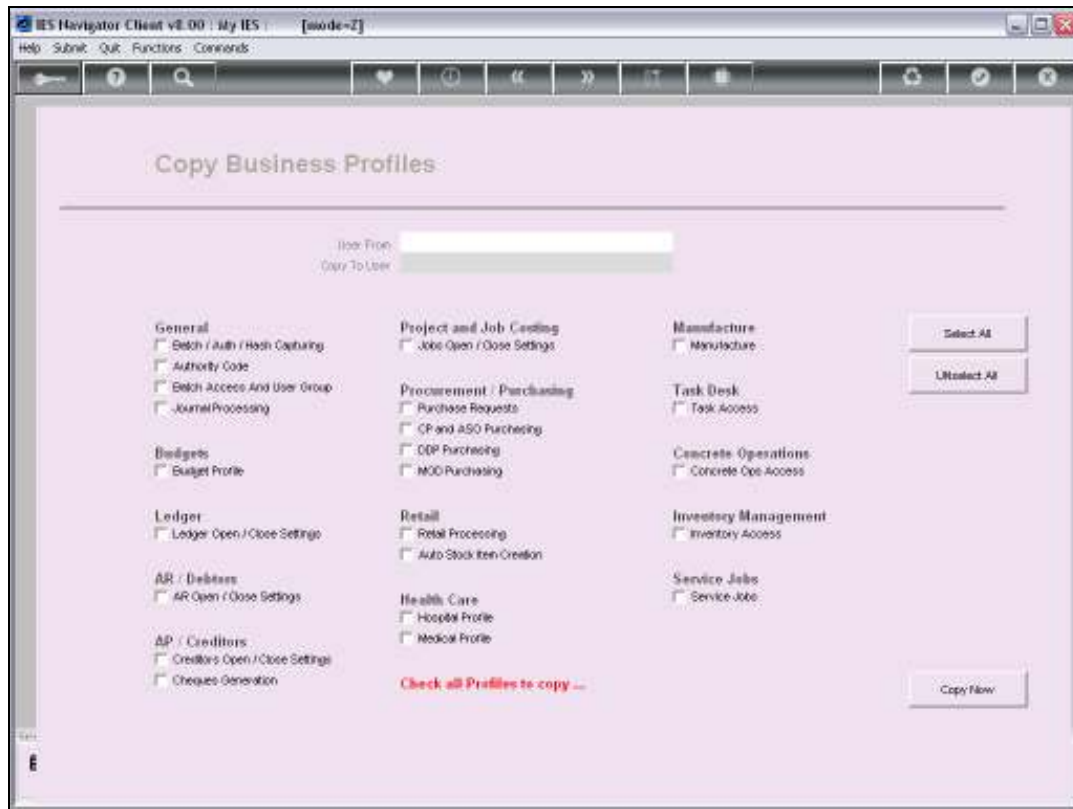 IES Navigator Client v8.00 : My IES : [mode=Z]
Help Submit Quit Functions Commands
Copy Business Profiles
User From
Copy To User
General
Batch / Auth / Hash Capturing
Authority Code
Batch Access And User Group
Journal Processing
Budgets
Budget Profile
Ledger
Ledger Open / Close Settings
AR / Debtors
AR Open / Close Settings
AP / Creditors
Creditors Open / Close Settings
Cheques Generation
Project and Job Costing
Jobs Open / Close Settings
Procurement / Purchasing
Purchase Requests
CP and ASO Purchasing
DDP Purchasing
MOD Purchasing
Retail
Retail Processing
Auto Stock Item Creation
Health Care
Hospital Profile
Medical Profile
Check all Profiles to copy ...
Manufacture
Manufacture
Task Desk
Task Access
Concrete Operations
Concrete Ops Access
Inventory Management
Inventory Access
Service Jobs
Service Jobs
Select All
UNselect All
Copy Now